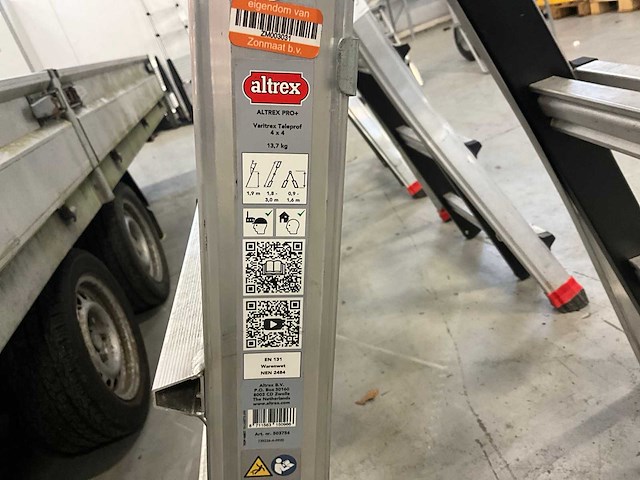 eigendom van
ZM003051
Zonmaat b.v.
altrex
ALTREX PRO+
Varitrex Teleprof
4 x 4
13,7 kg
1,9 m 1,8 - 3,0 m 0,9 - 1,6 m
EN 131
Warenwet
NEN 2484
Altrex B.V.
P.O. Box 30160
8003 CD Zwolle
The Netherlands
www.altrex.com
Art. nr. 503754